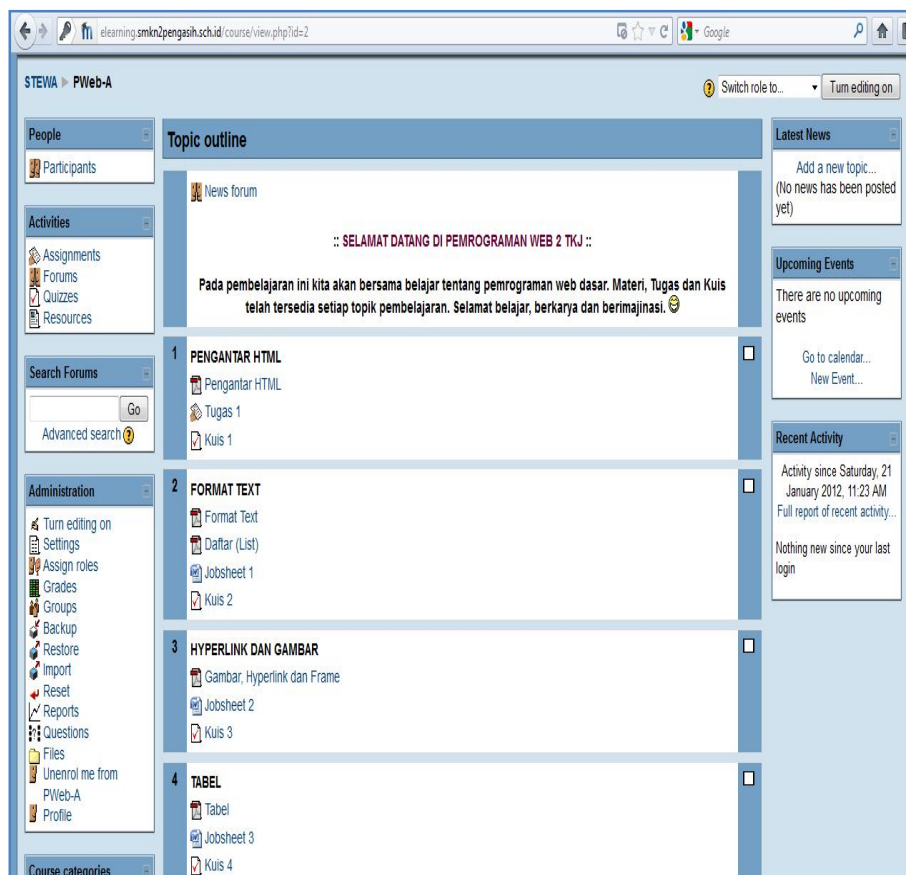 elearning.smkn2pengasih.sch.id/course/view.php?id=2
Google
STEWA ► PWeb-A
Switch role to...
Turn editing on
People
Participants
Activities
Assignments
Forums
Quizzes
Resources
Search Forums
Go
Advanced search
Administration
Turn editing on
Settings
Assign roles
Grades
Groups
Backup
Restore
Import
Reset
Reports
Questions
Files
Unenrol me from
PWeb-A
Profile
Course categories
Topic outline
News forum
:: SELAMAT DATANG DI PEMROGRAMAN WEB 2 TKJ ::
Pada pembelajaran ini kita akan bersama belajar tentang pemrograman web dasar. Materi, Tugas dan Kuis
telah tersedia setiap topik pembelajaran. Selamat belajar, berkarya dan berimajinasi.
1 PENGANTAR HTML
Pengantar HTML
Tugas 1
Kuis 1
2 FORMAT TEXT
Format Text
Daftar (List)
Jobsheet 1
Kuis 2
3 HYPERLINK DAN GAMBAR
Gambar, Hyperlink dan Frame
Jobsheet 2
Kuis 3
4 TABEL
Tabel
Jobsheet 3
Kuis 4
Latest News
Add a new topic...
(No news has been posted
yet)
Upcoming Events
There are no upcoming
events
Go to calendar...
New Event...
Recent Activity
Activity since Saturday, 21
January 2012, 11:23 AM
Full report of recent activity...
Nothing new since your last
login